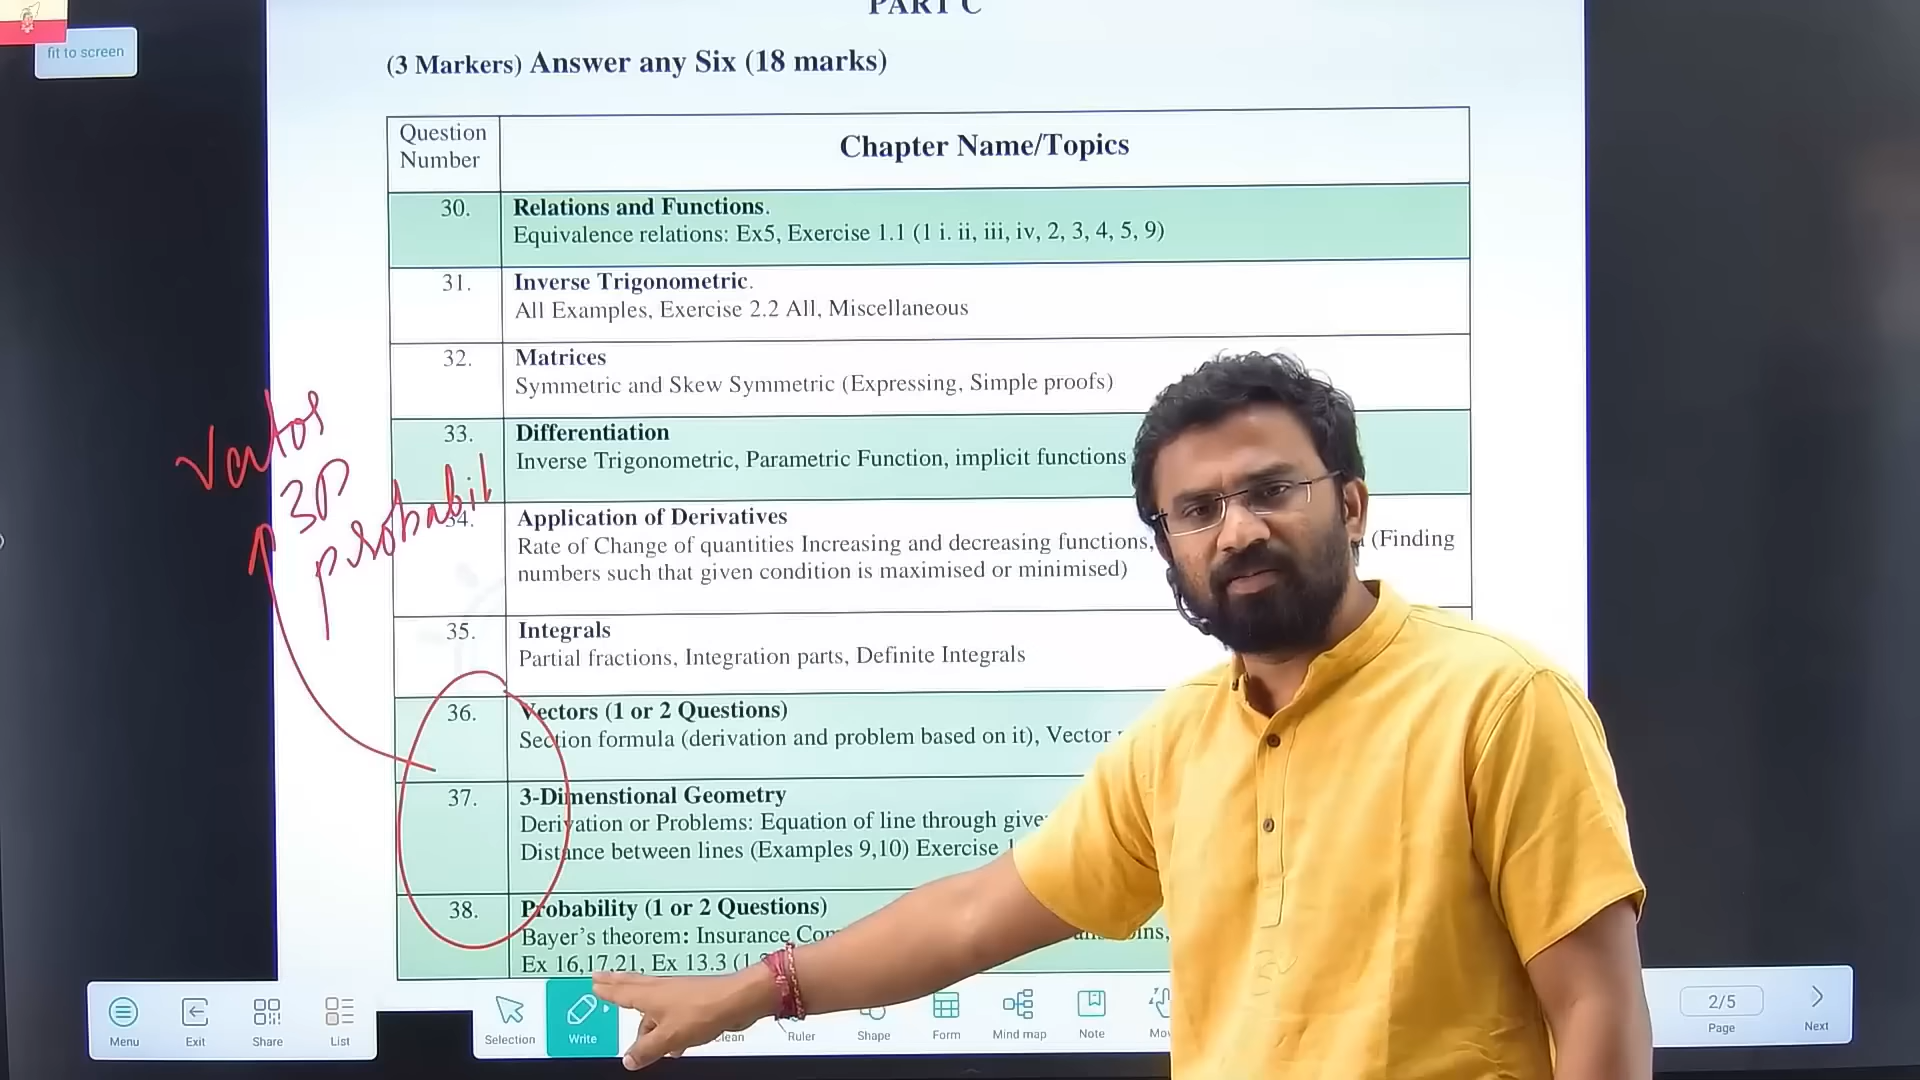 PART C
fit to screen
(3 Markers) Answer any Six (18 marks)
Question Number
Chapter Name/Topics
30.
Relations and Functions.
Equivalence relations: Ex5, Exercise 1.1 (1 i. ii, iii, iv, 2, 3, 4, 5, 9)
31.
Inverse Trigonometric.
All Examples, Exercise 2.2 All, Miscellaneous
32.
Matrices
Symmetric and Skew Symmetric (Expressing, Simple proofs)
33.
Differentiation
Inverse Trigonometric, Parametric Function, implicit functions
3D
probabil
34.
Application of Derivatives
Rate of Change of quantities Increasing and decreasing functions, (Finding
numbers such that given condition is maximised or minimised)
35.
Integrals
Partial fractions, Integration parts, Definite Integrals
36.
Vectors (1 or 2 Questions)
Section formula (derivation and problem based on it), Vector
37.
3-Dimenstional Geometry
Derivation or Problems: Equation of line through give
Distance between lines (Examples 9,10) Exercise
38.
Probability (1 or 2 Questions)
Bayer's theorem: Insurance
Ex 16,17,21, Ex 13.3
Menu
Exit
Share
List
Selection
Write
Ruler
Shape
Form
Mind map
Note
2/5
Page
Next